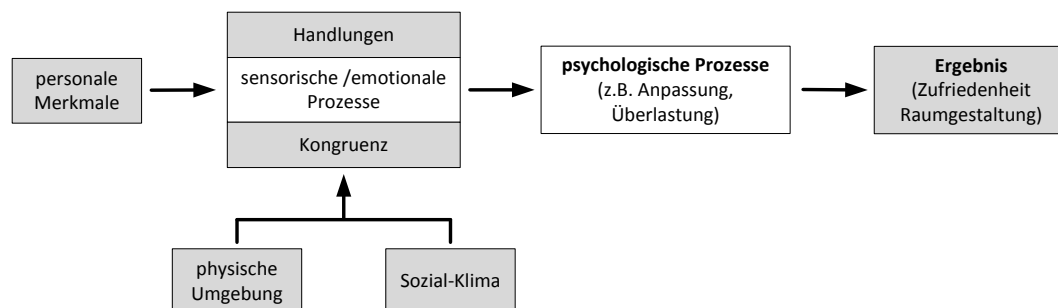 personale
Merkmale
Handlungen
sensorische /emotionale
Prozesse
Kongruenz
psychologische Prozesse
(z.B. Anpassung,
Überlastung)
Ergebnis
(Zufriedenheit
Raumgestaltung)
physische
Umgebung
Sozial-Klima